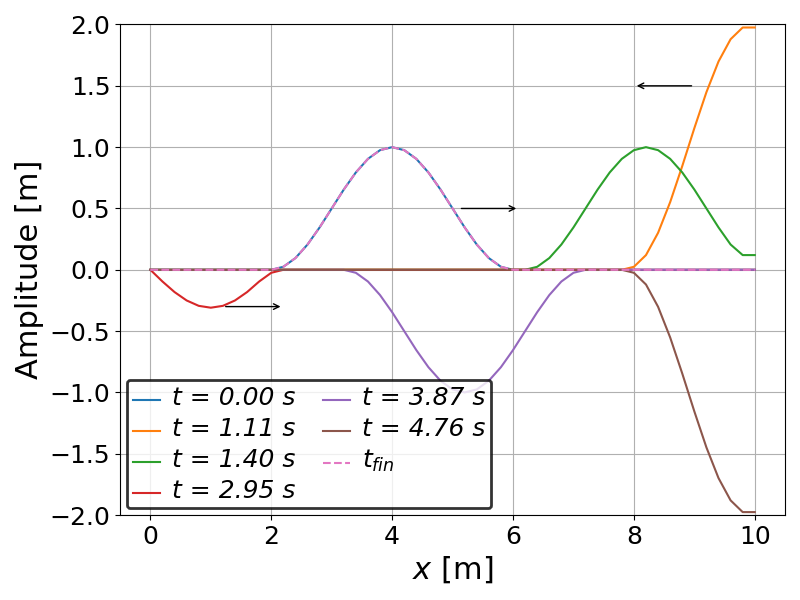 2.0
1.5
1.0
0.5
0.0
−0.5
−1.0
−1.5
−2.0
Amplitude [m]
t = 0.00 s
t = 1.11 s
t = 1.40 s
t = 2.95 s
t = 3.87 s
t = 4.76 s
t_fin
0 2 4 6 8 10
x [m]